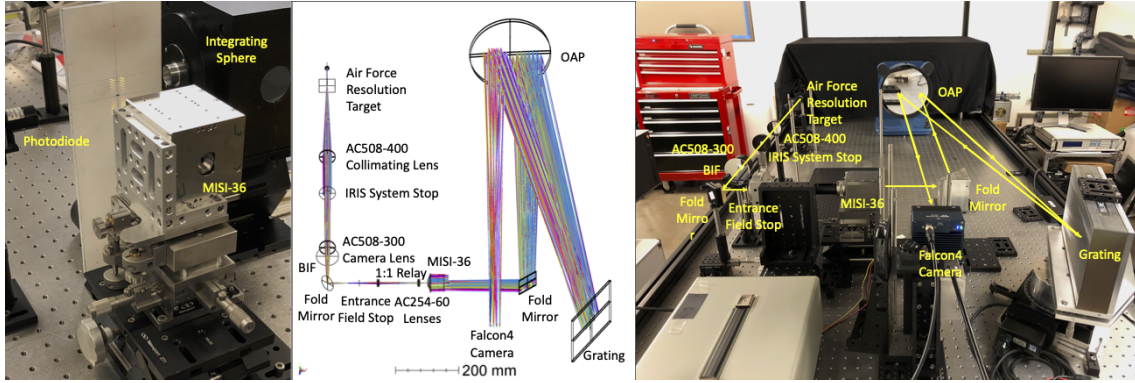 Integrating
Sphere
Photodiode
MISI-36
OAP
Air Force
Resolution
Target
AC508-400
Collimating Lens
IRIS System Stop
AC508-300
Camera Lens
BIF
1:1 Relay
MISI-36
Fold
Mirror
Entrance
Field Stop
AC254-60
Lenses
Fold
Mirror
Falcon4
Camera
Grating
200 mm
Air Force
Resolution
Target
OAP
AC508-300
AC508-400
BIF
IRIS System Stop
Fold
Mirro
r
Entrance
Field Stop
MISI-36
Fold
Mirror
Falcon4
Camera
Grating